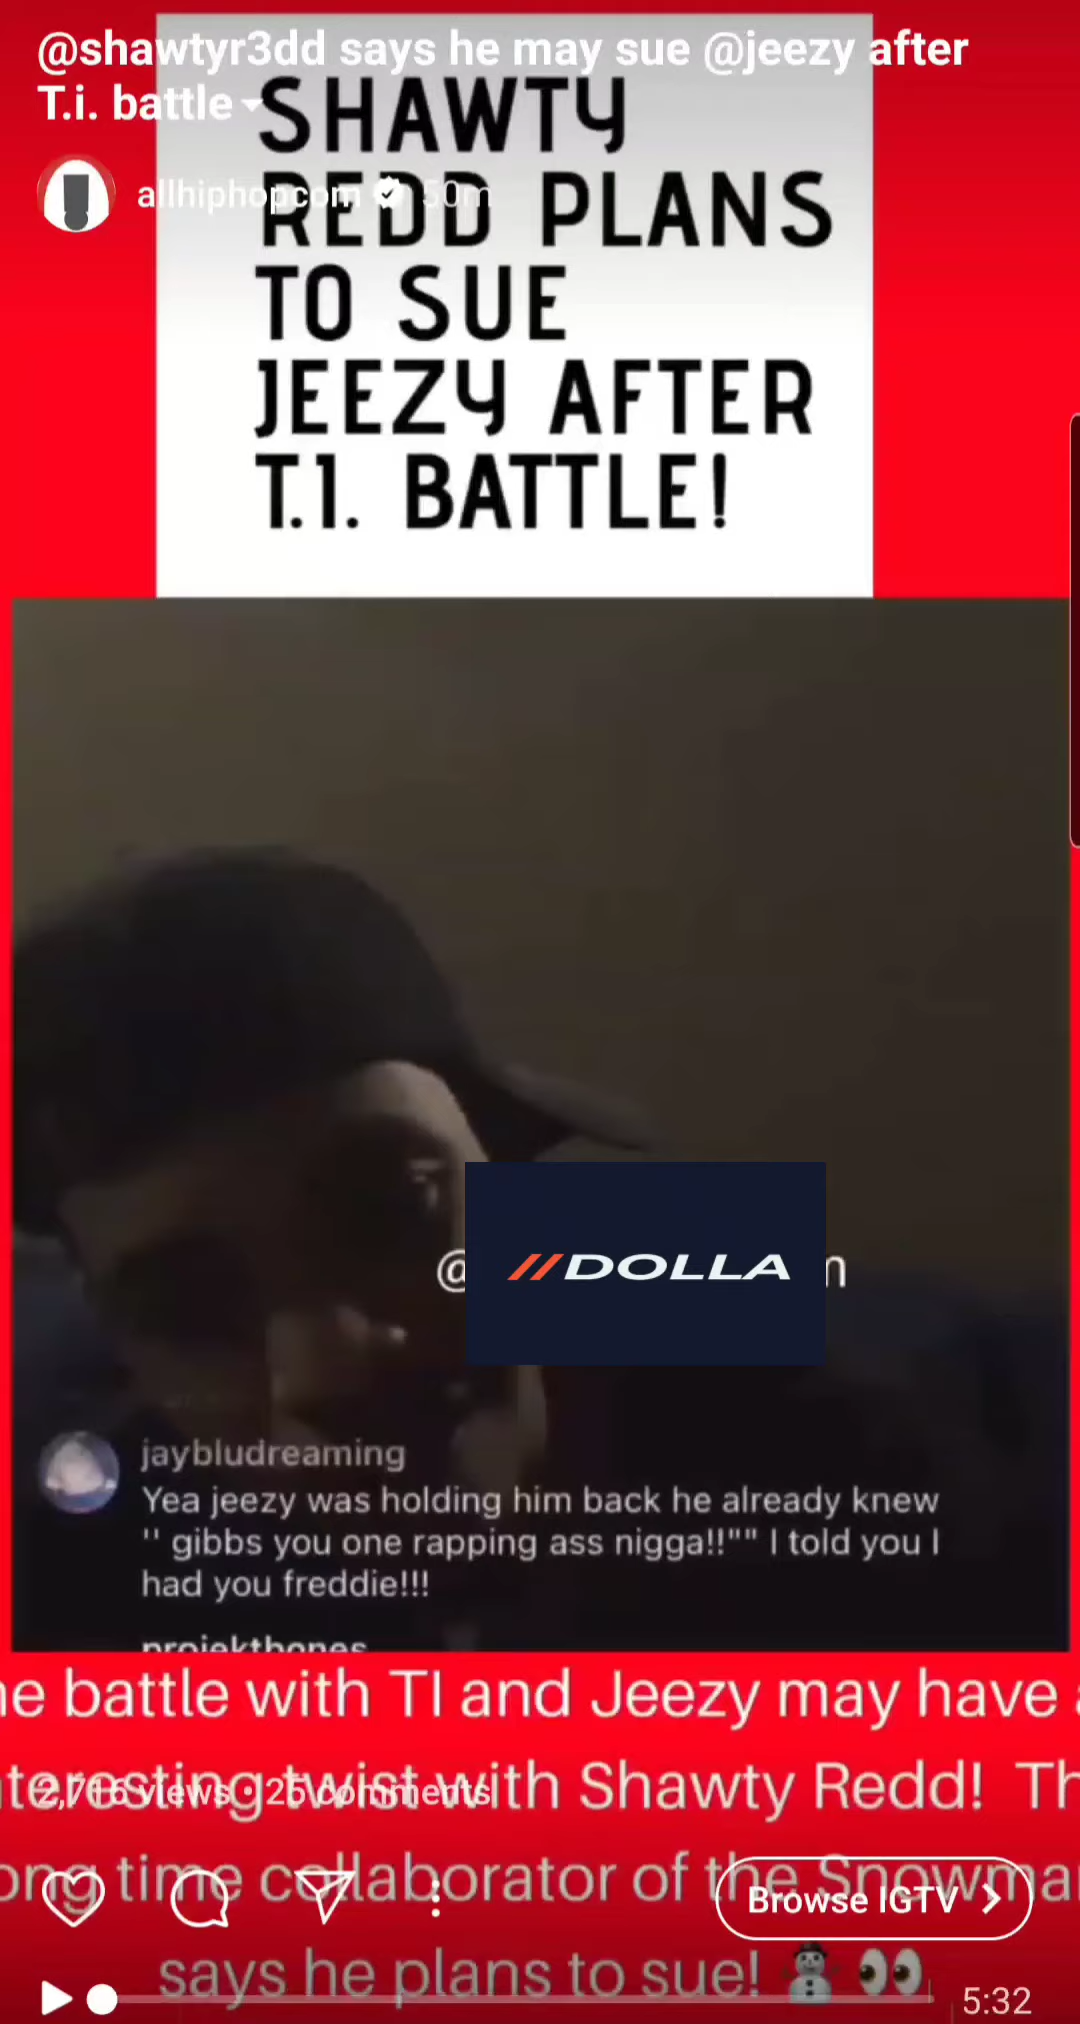 @shawtyr3dd says he may sue @jeezy after
T.i. battle
SHAWTY
REDD PLANS
TO SUE
JEEZY AFTER
T.I. BATTLE!
allhiphopcom 50m
@
//DOLLA
m
jaybludreaming
Yea jeezy was holding him back he already knew
'' gibbs you one rapping ass nigga!!"" I told you I
had you freddie!!!
projektbones
he battle with TI and Jeezy may have a
nteresting twist with Shawty Redd! Th
2,716 views • 25 comments
ong time collaborator of the Snowma
Browse IGTV
says he plans to sue! ⛄👀
5:32